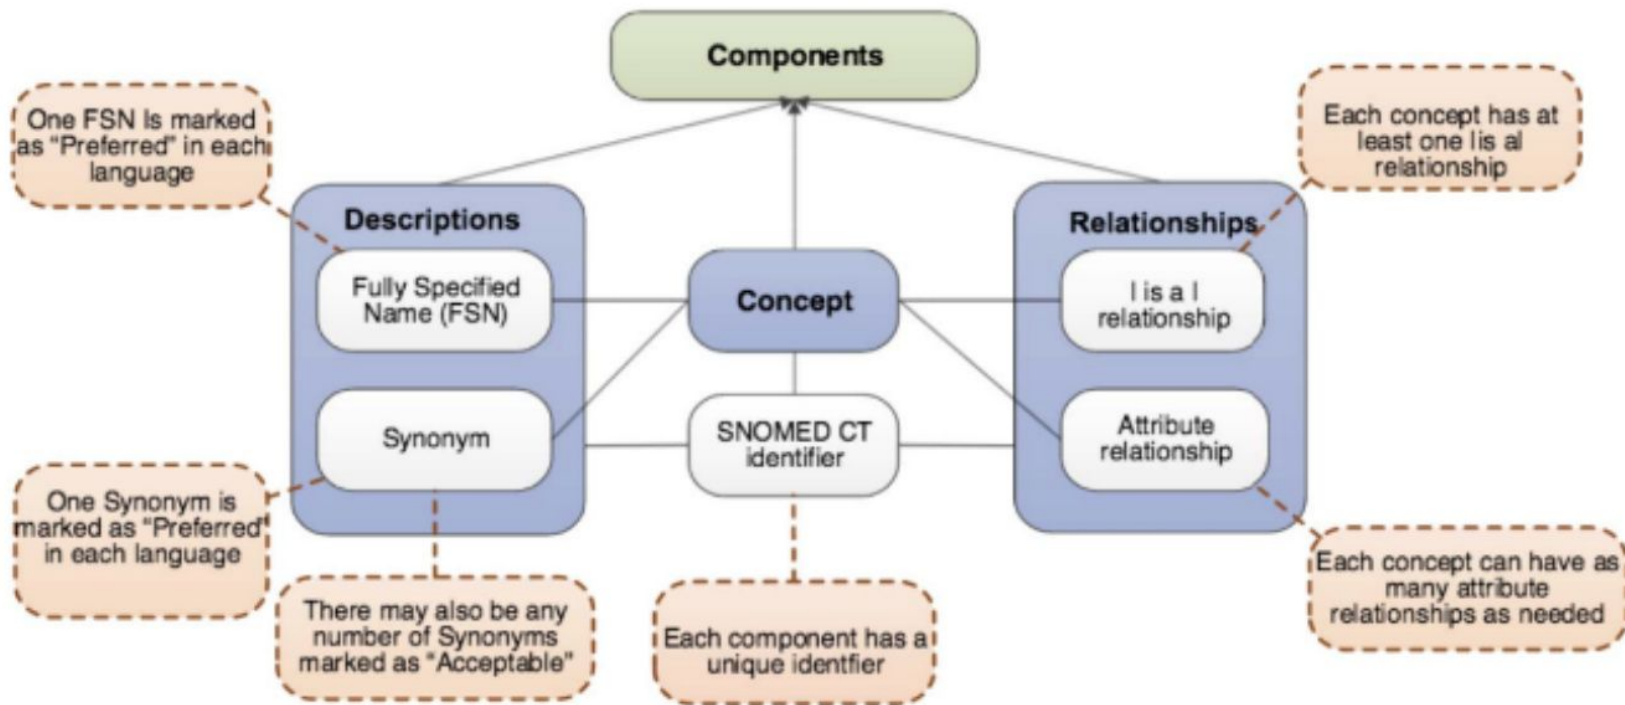 Components
One FSN Is marked
as “Preferred” in each
language
Each concept has at
least one I is aI
relationship
Descriptions
Relationships
Fully Specified
Name (FSN)
Concept
I is a I
relationship
Synonym
SNOMED CT
identifier
Attribute
relationship
One Synonym is
marked as “Preferred”
in each language
There may also be any
number of Synonyms
marked as “Acceptable”
Each component has a
unique identfier
Each concept can have as
many attribute
relationships as needed